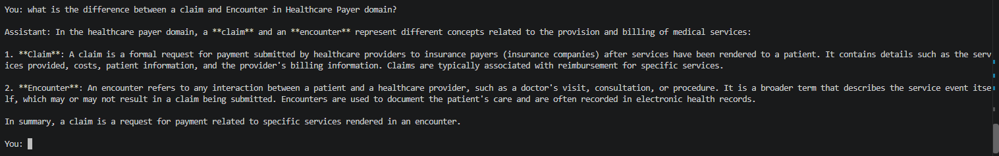 You: what is the difference between a claim and Encounter in Healthcare Payer domain?
Assistant: In the healthcare payer domain, a **claim** and an **encounter** represent different concepts related to the provision and billing of medical services:
1. **Claim**: A claim is a formal request for payment submitted by healthcare providers to insurance payers (insurance companies) after services have been rendered to a patient. It contains details such as the serv
ices provided, costs, patient information, and the provider's billing information. Claims are typically associated with reimbursement for specific services.
2. **Encounter**: An encounter refers to any interaction between a patient and a healthcare provider, such as a doctor's visit, consultation, or procedure. It is a broader term that describes the service event itse
lf, which may or may not result in a claim being submitted. Encounters are used to document the patient's care and are often recorded in electronic health records.
In summary, a claim is a request for payment related to specific services rendered in an encounter.
You: